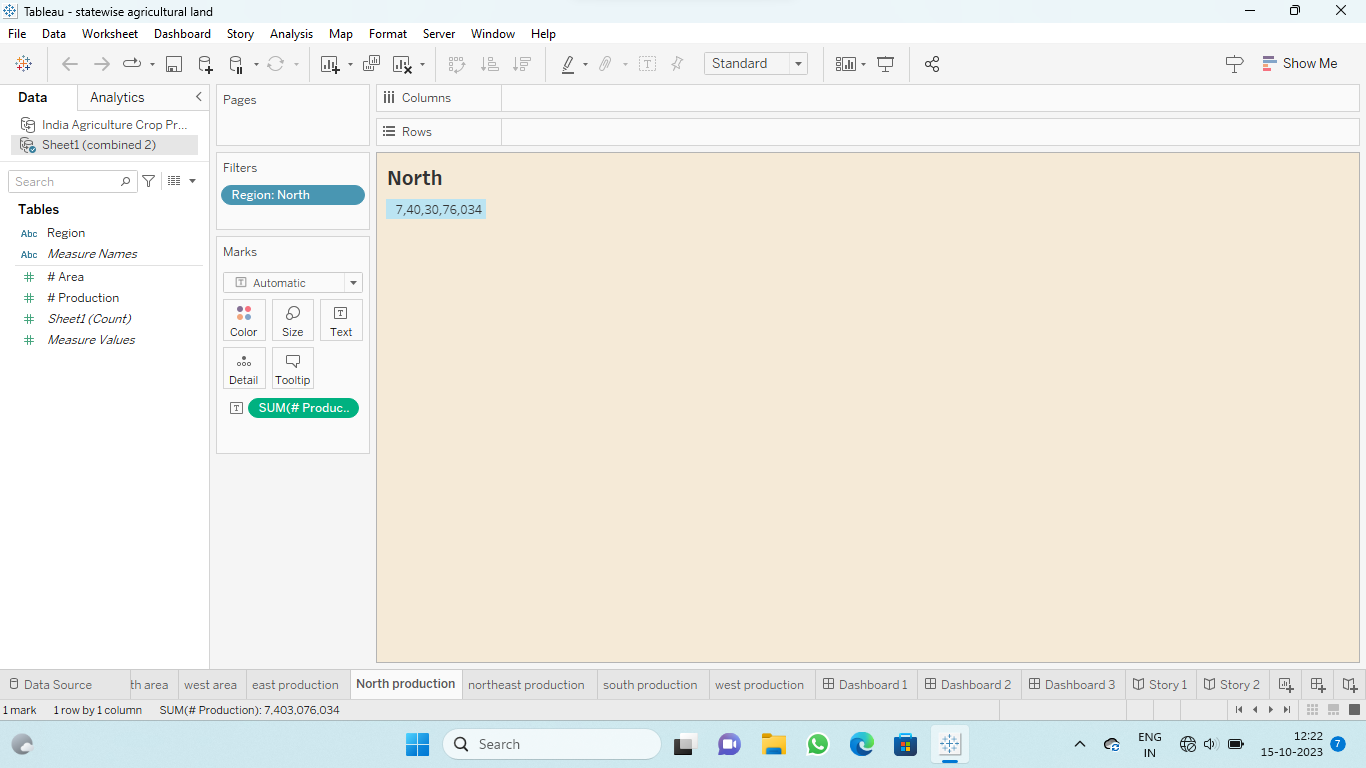 Tableau - statewise agricultural land
File Data Worksheet Dashboard Story Analysis Map Format Server Window Help
Standard
Show Me
Data Analytics
India Agriculture Crop Pr...
Sheet1 (combined 2)
Search
Tables
Abc Region
Abc Measure Names
# Area
# Production
Sheet1 (Count)
Measure Values
Pages
Filters
Region: North
Marks
Automatic
Color Size Text
Detail Tooltip
SUM(# Produc..
Columns
Rows
North
7,40,30,76,034
Data Source th area west area east production North production northeast production south production west production Dashboard 1 Dashboard 2 Dashboard 3 Story 1 Story 2
1 mark 1 row by 1 column SUM(# Production): 7,403,076,034
Search
ENG
IN
12:22
15-10-2023
7